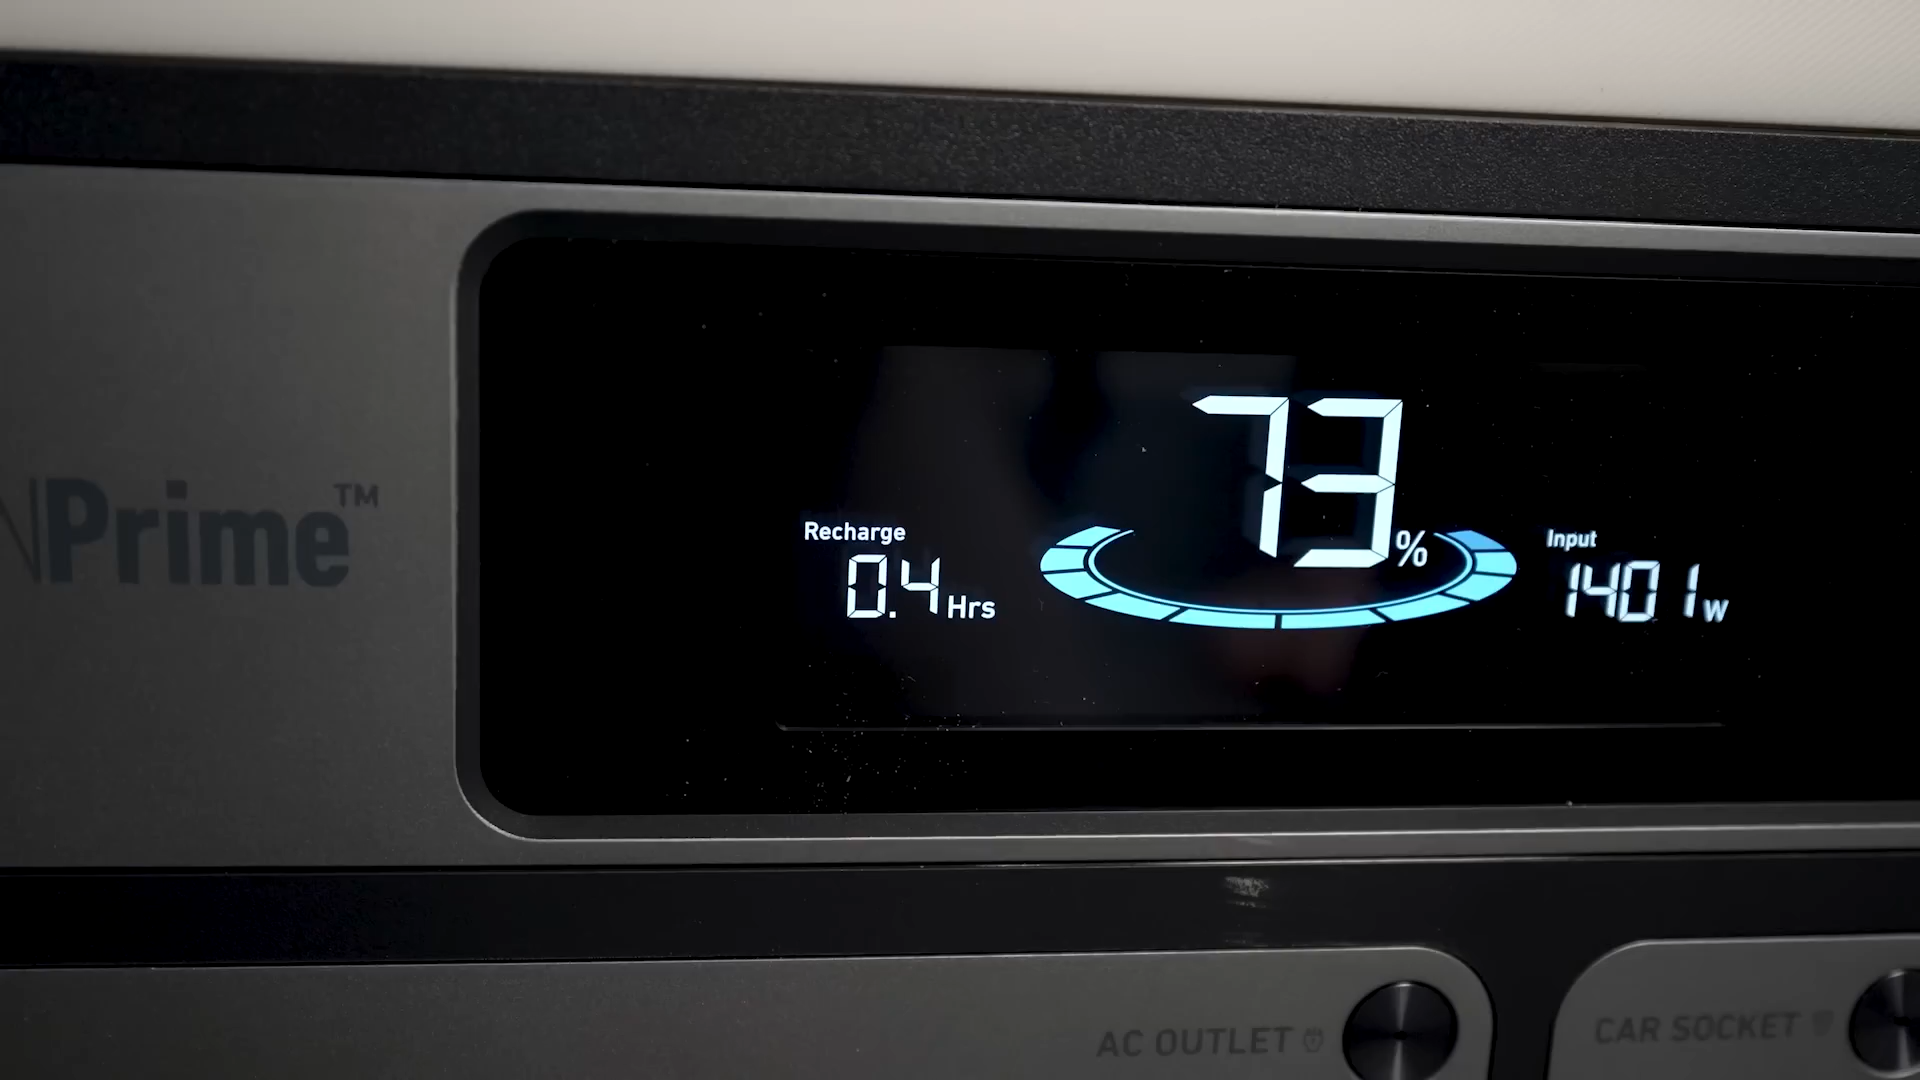 Prime™
73%
Recharge
0.4 Hrs
Input
1401 W
AC OUTLET
CAR SOCKET